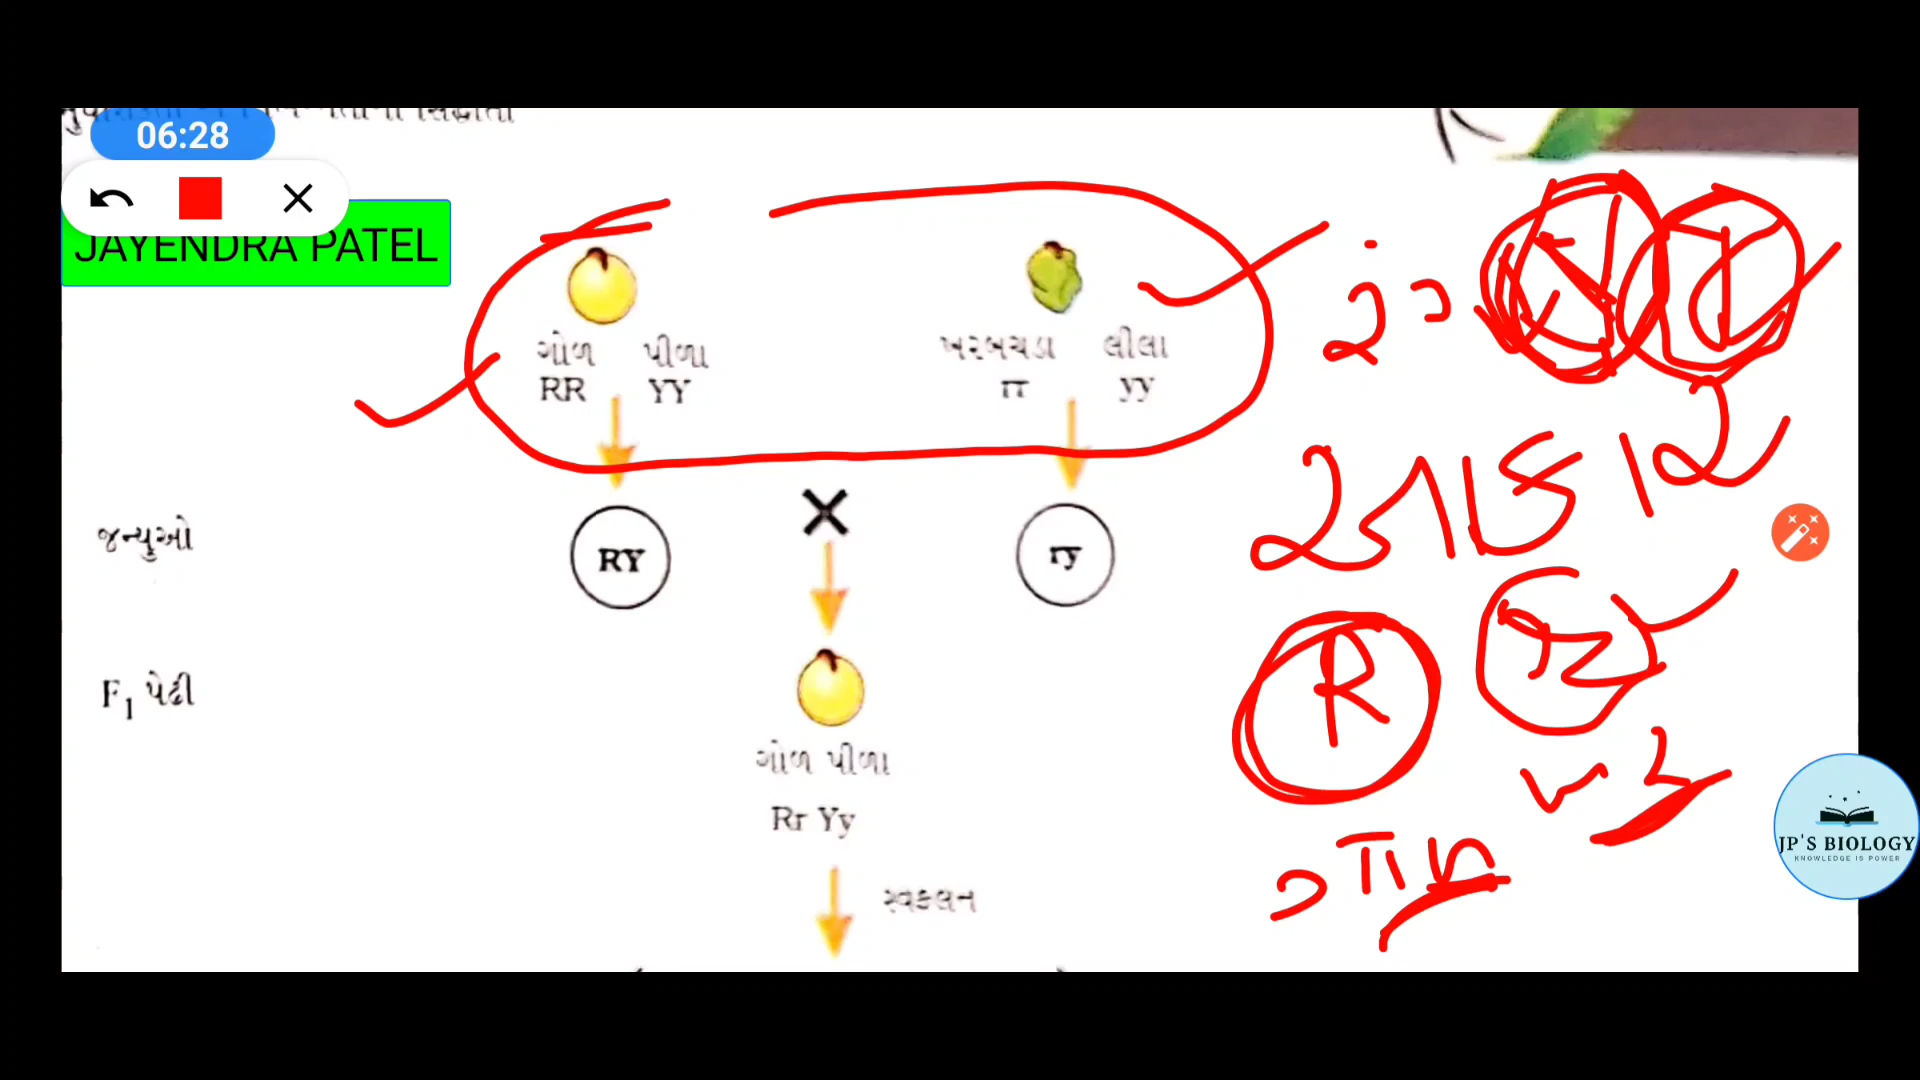 સિદ્ધાંતો
06:28
JAYENDRA PATEL
ગોળ પીળા ખરબચડા લીલા
RR YY rr yy
રંગ
આકાર
જન્યુઓ RY ry
R r
F1 પેઢી
ગોળ પીળા
Rr Yy
JP'S BIOLOGY
KNOWLEDGE IS POWER
સ્વફલન